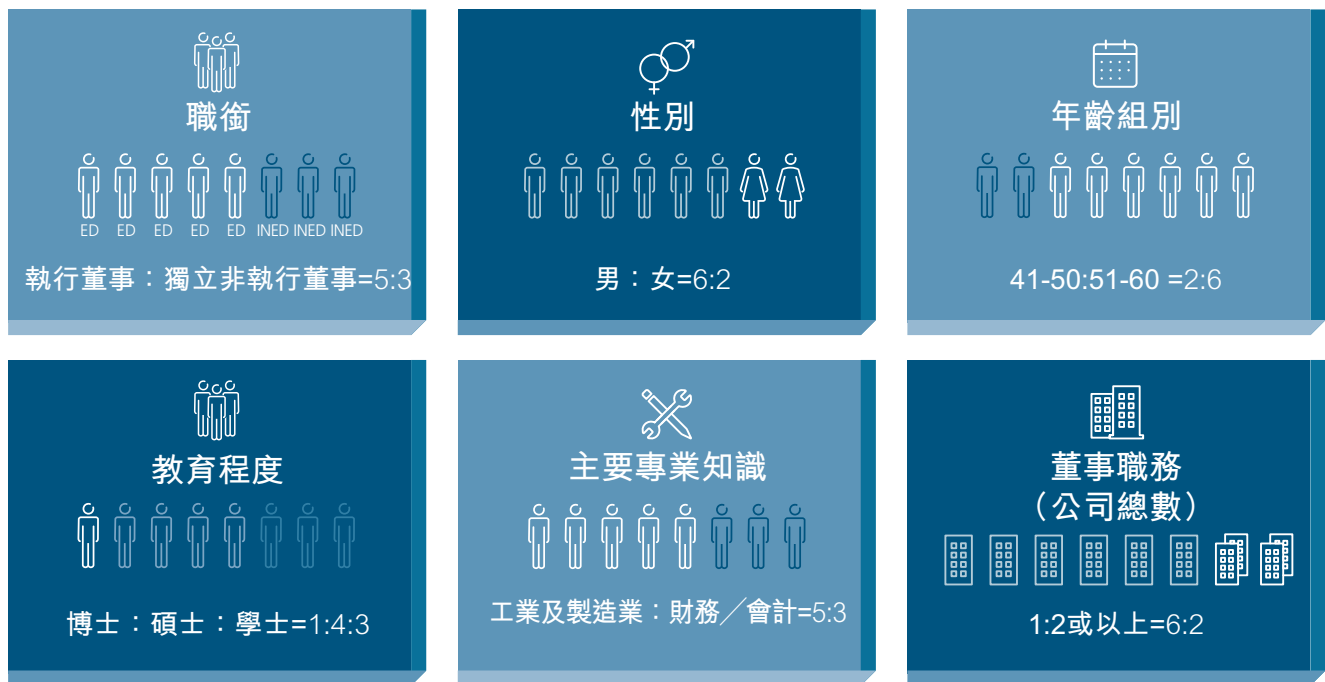 職銜
ED ED ED ED ED INED INED INED
執行董事：獨立非執行董事=5:3
性別
男：女=6:2
年齡組別
41-50:51-60 =2:6
教育程度
博士：碩士：學士=1:4:3
主要專業知識
工業及製造業：財務／會計=5:3
董事職務
（公司總數）
1:2或以上=6:2